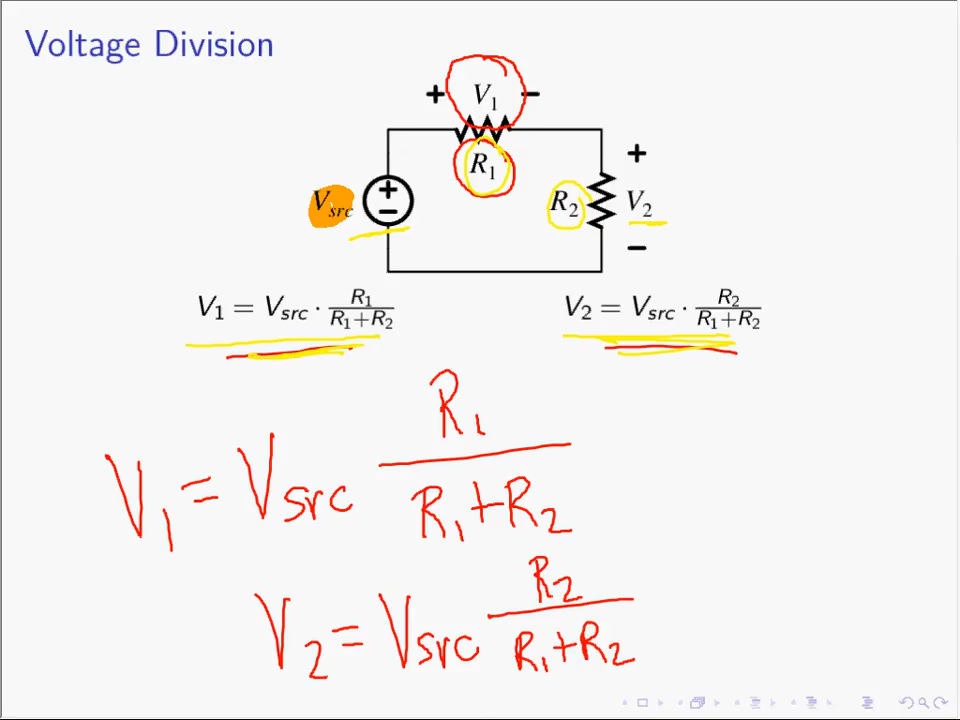 Voltage Division
+ V₁ −
R₁
+
Vsrc + − R₂ V₂
−
V₁ = Vsrc · R₁/(R₁+R₂) V₂ = Vsrc · R₂/(R₁+R₂)
V₁ = Vsrc R₁/(R₁+R₂)
V₂ = Vsrc R₂/(R₁+R₂)